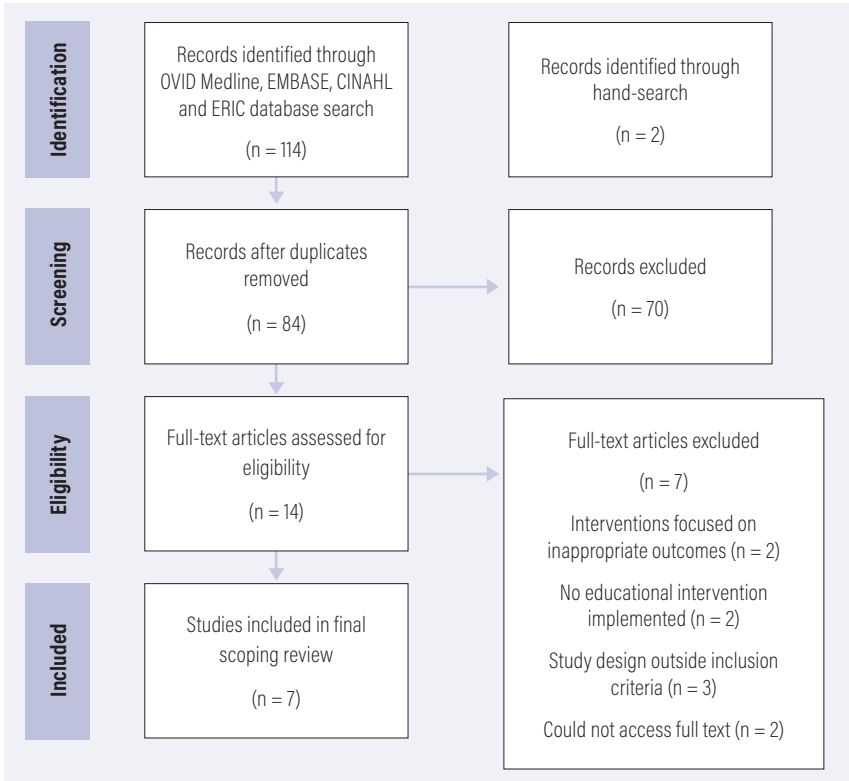 Identification
Records identified through
OVID Medline, EMBASE, CINAHL
and ERIC database search
(n = 114)
Records identified through
hand-search
(n = 2)
Screening
Records after duplicates
removed
(n = 84)
Records excluded
(n = 70)
Eligibility
Full-text articles assessed for
eligibility
(n = 14)
Full-text articles excluded
(n = 7)
Interventions focused on
inappropriate outcomes (n = 2)
No educational intervention
implemented (n = 2)
Study design outside inclusion
criteria (n = 3)
Could not access full text (n = 2)
Included
Studies included in final
scoping review
(n = 7)